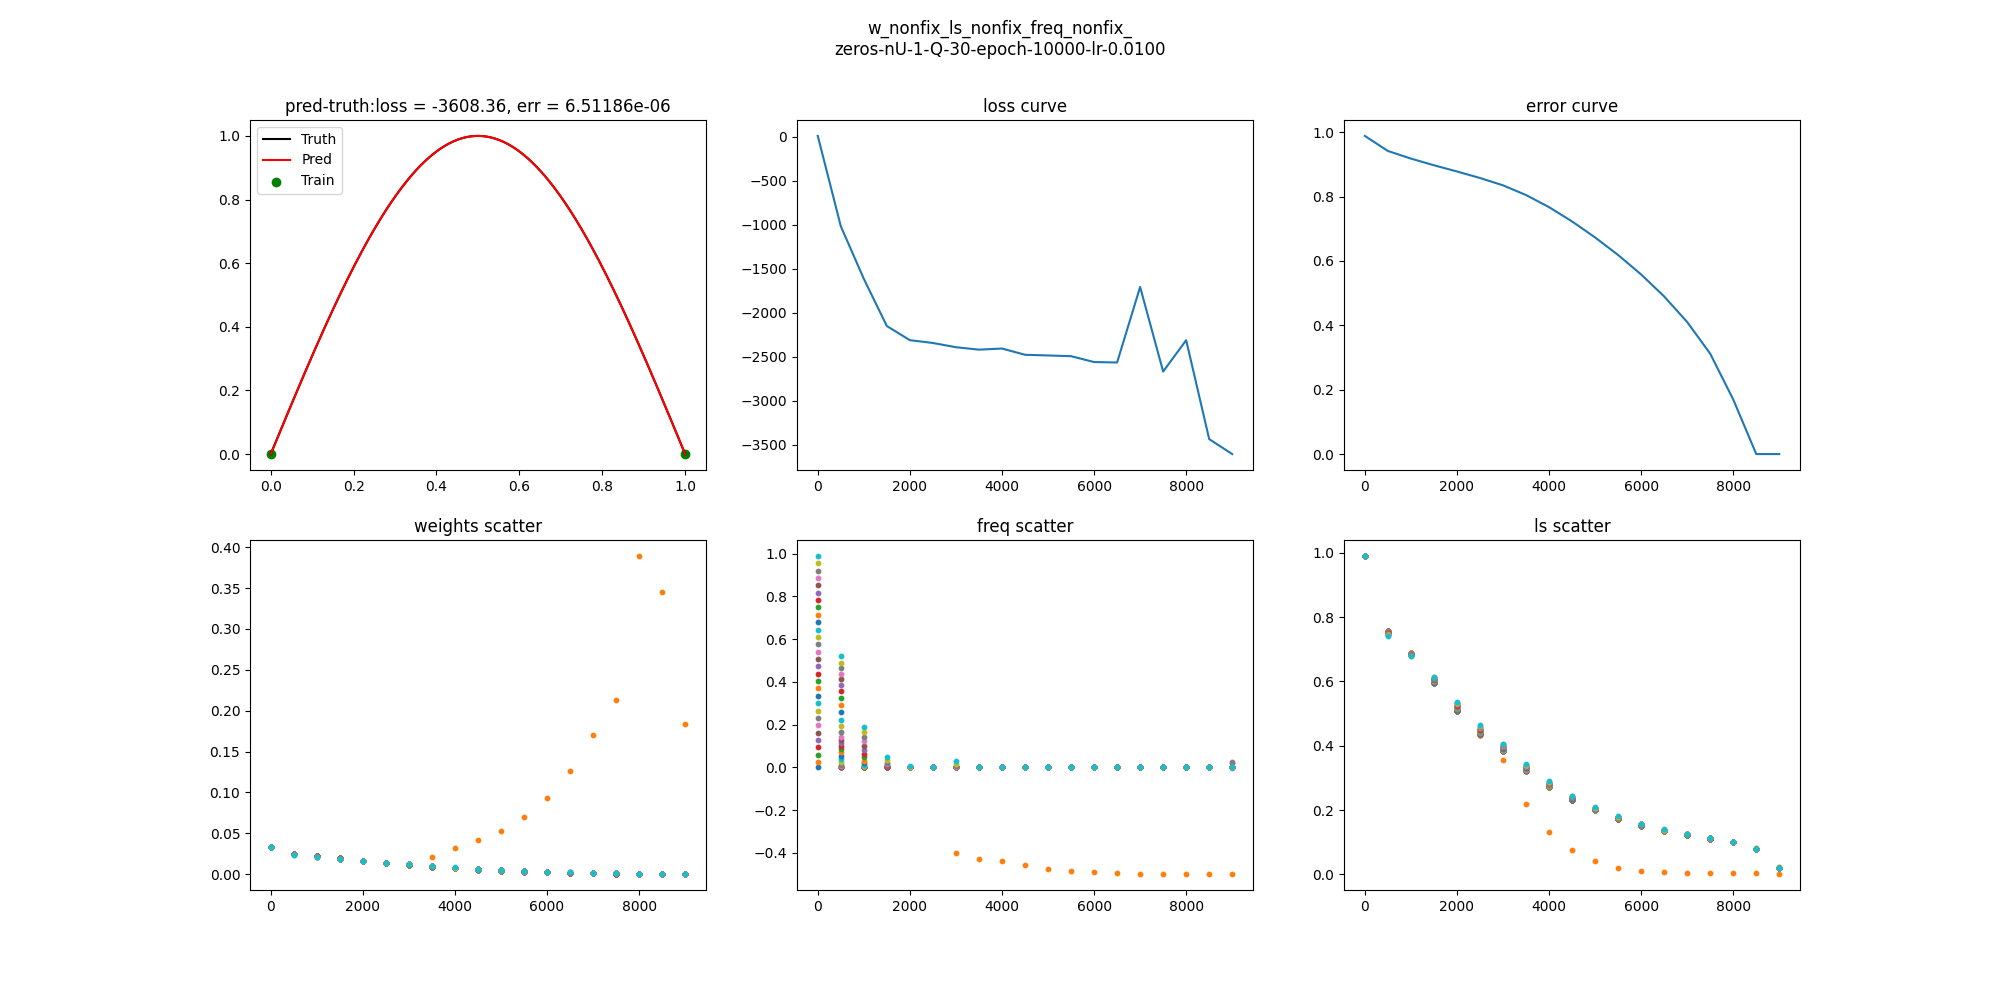 w_nonfix_ls_nonfix_freq_nonfix_
zeros-nU-1-Q-30-epoch-10000-lr-0.0100
pred-truth:loss = -3608.36, err = 6.51186e-06
1.0
0.8
0.6
0.4
0.2
0.0
Truth
Pred
Train
0.0 0.2 0.4 0.6 0.8 1.0
loss curve
0
−500
−1000
−1500
−2000
−2500
−3000
−3500
0 2000 4000 6000 8000
error curve
1.0
0.8
0.6
0.4
0.2
0.0
0 2000 4000 6000 8000
weights scatter
0.40
0.35
0.30
0.25
0.20
0.15
0.10
0.05
0.00
0 2000 4000 6000 8000
freq scatter
1.0
0.8
0.6
0.4
0.2
0.0
−0.2
−0.4
0 2000 4000 6000 8000
ls scatter
1.0
0.8
0.6
0.4
0.2
0.0
0 2000 4000 6000 8000